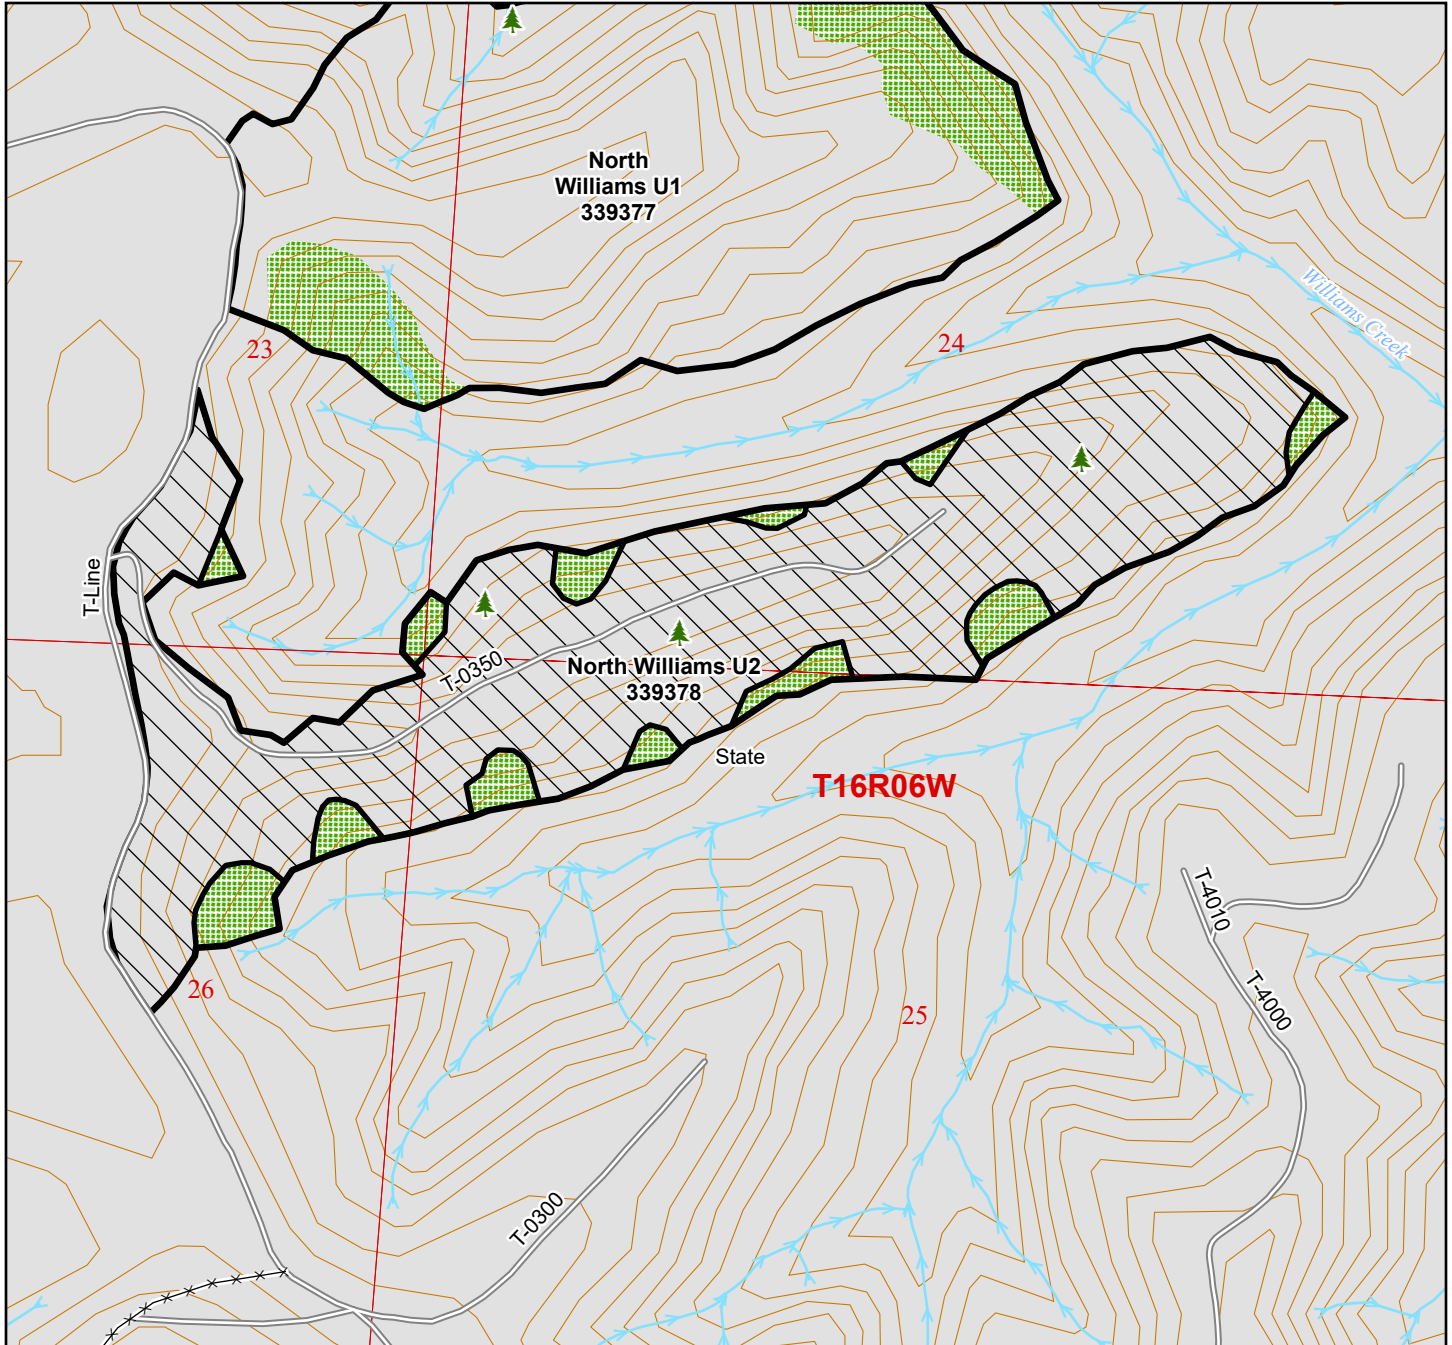 North
Williams U1
339377
Williams Creek
23
24
T-Line
T-0350
North Williams U2
339378
State
T16R06W
T-4010
T-4000
26
25
T-0300